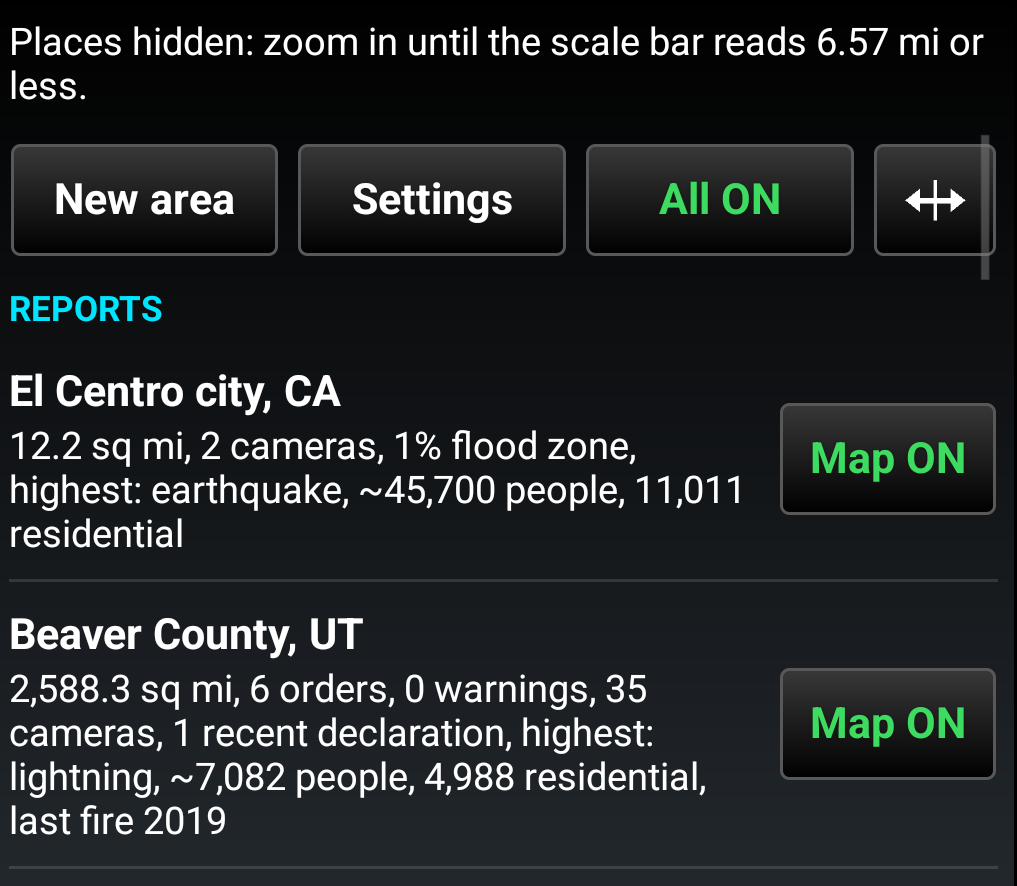 Places hidden: zoom in until the scale bar reads 6.57 mi or
less.
New area
Settings
All ON
REPORTS
El Centro city, CA
12.2 sq mi, 2 cameras, 1% flood zone,
highest: earthquake, ~45,700 people, 11,011
residential
Map ON
Beaver County, UT
2,588.3 sq mi, 6 orders, 0 warnings, 35
cameras, 1 recent declaration, highest:
lightning, ~7,082 people, 4,988 residential,
last fire 2019
Map ON